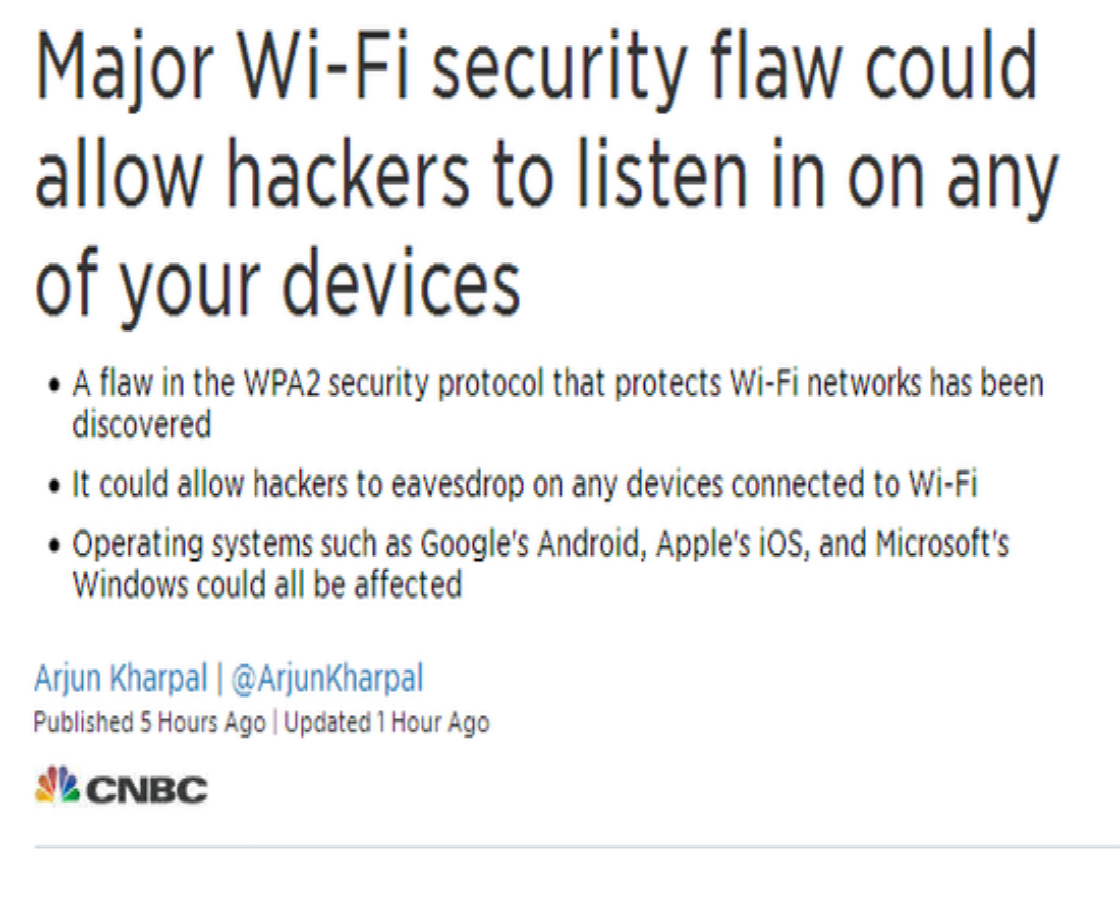 Major Wi-Fi security flaw could
allow hackers to listen in on any
of your devices
• A flaw in the WPA2 security protocol that protects Wi-Fi networks has been
discovered
• It could allow hackers to eavesdrop on any devices connected to Wi-Fi
• Operating systems such as Google's Android, Apple's iOS, and Microsoft's
Windows could all be affected
Arjun Kharpal | @ArjunKharpal
Published 5 Hours Ago | Updated 1 Hour Ago
CNBC